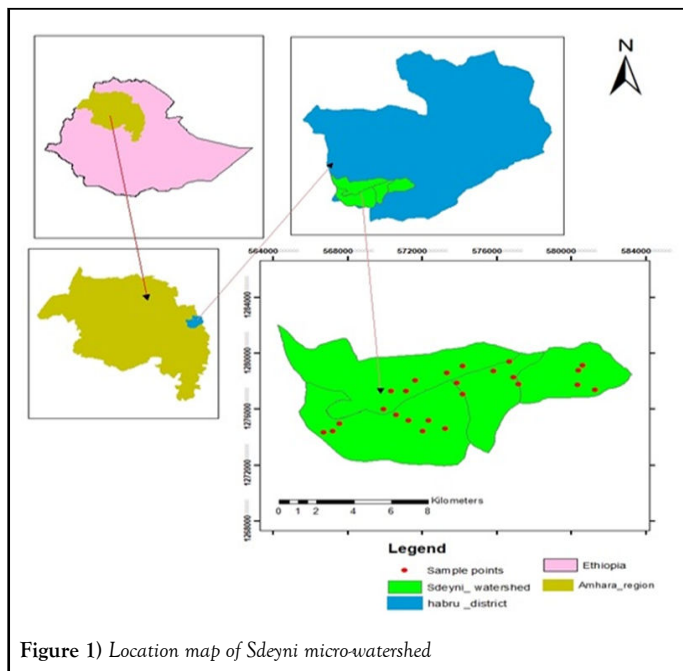 N
564000 568000 572000 576000 580000 584000
1284000
1280000
1276000
1272000
1268000
Kilometers
0 1 2 4 6 8
Legend
Sample points
Sdeyni_ watershed
habru _district
Ethiopia
Amhara_region
Figure 1) Location map of Sdeyni micro-watershed